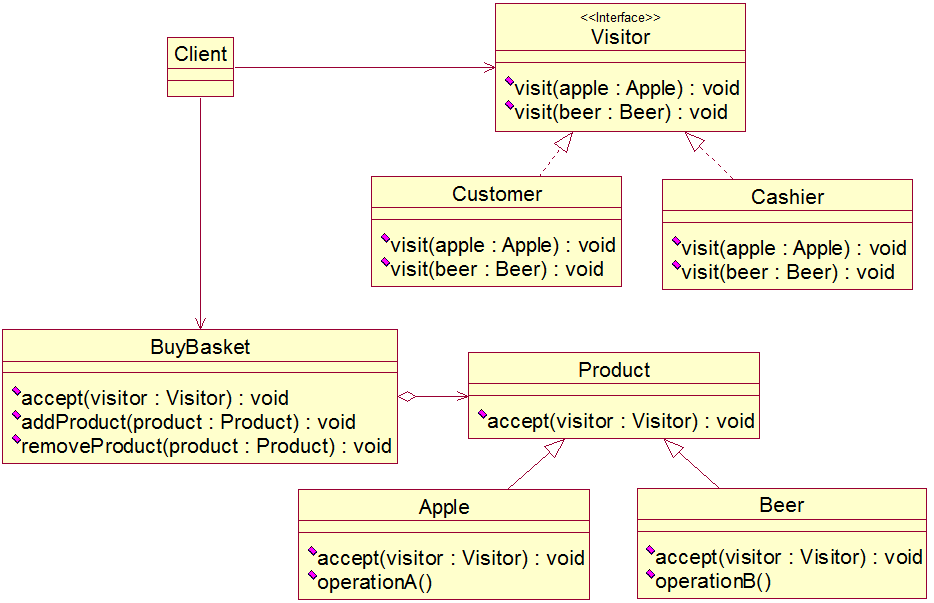 Client
<<Interface>>
Visitor
visit(apple : Apple) : void
visit(beer : Beer) : void
Customer
visit(apple : Apple) : void
visit(beer : Beer) : void
Cashier
visit(apple : Apple) : void
visit(beer : Beer) : void
BuyBasket
accept(visitor : Visitor) : void
addProduct(product : Product) : void
removeProduct(product : Product) : void
Product
accept(visitor : Visitor) : void
Apple
accept(visitor : Visitor) : void
operationA()
Beer
accept(visitor : Visitor) : void
operationB()